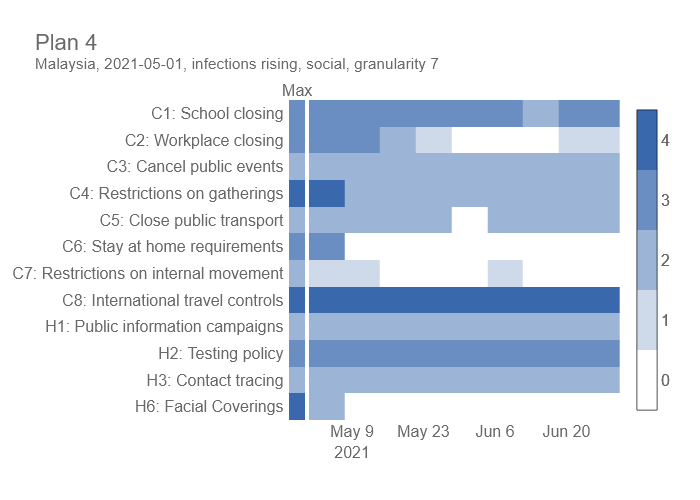 Plan 4
Malaysia, 2021-05-01, infections rising, social, granularity 7
Max
C1: School closing
C2: Workplace closing
C3: Cancel public events
C4: Restrictions on gatherings
C5: Close public transport
C6: Stay at home requirements
C7: Restrictions on internal movement
C8: International travel controls
H1: Public information campaigns
H2: Testing policy
H3: Contact tracing
H6: Facial Coverings
4
3
2
1
0
May 9 May 23 Jun 6 Jun 20
2021